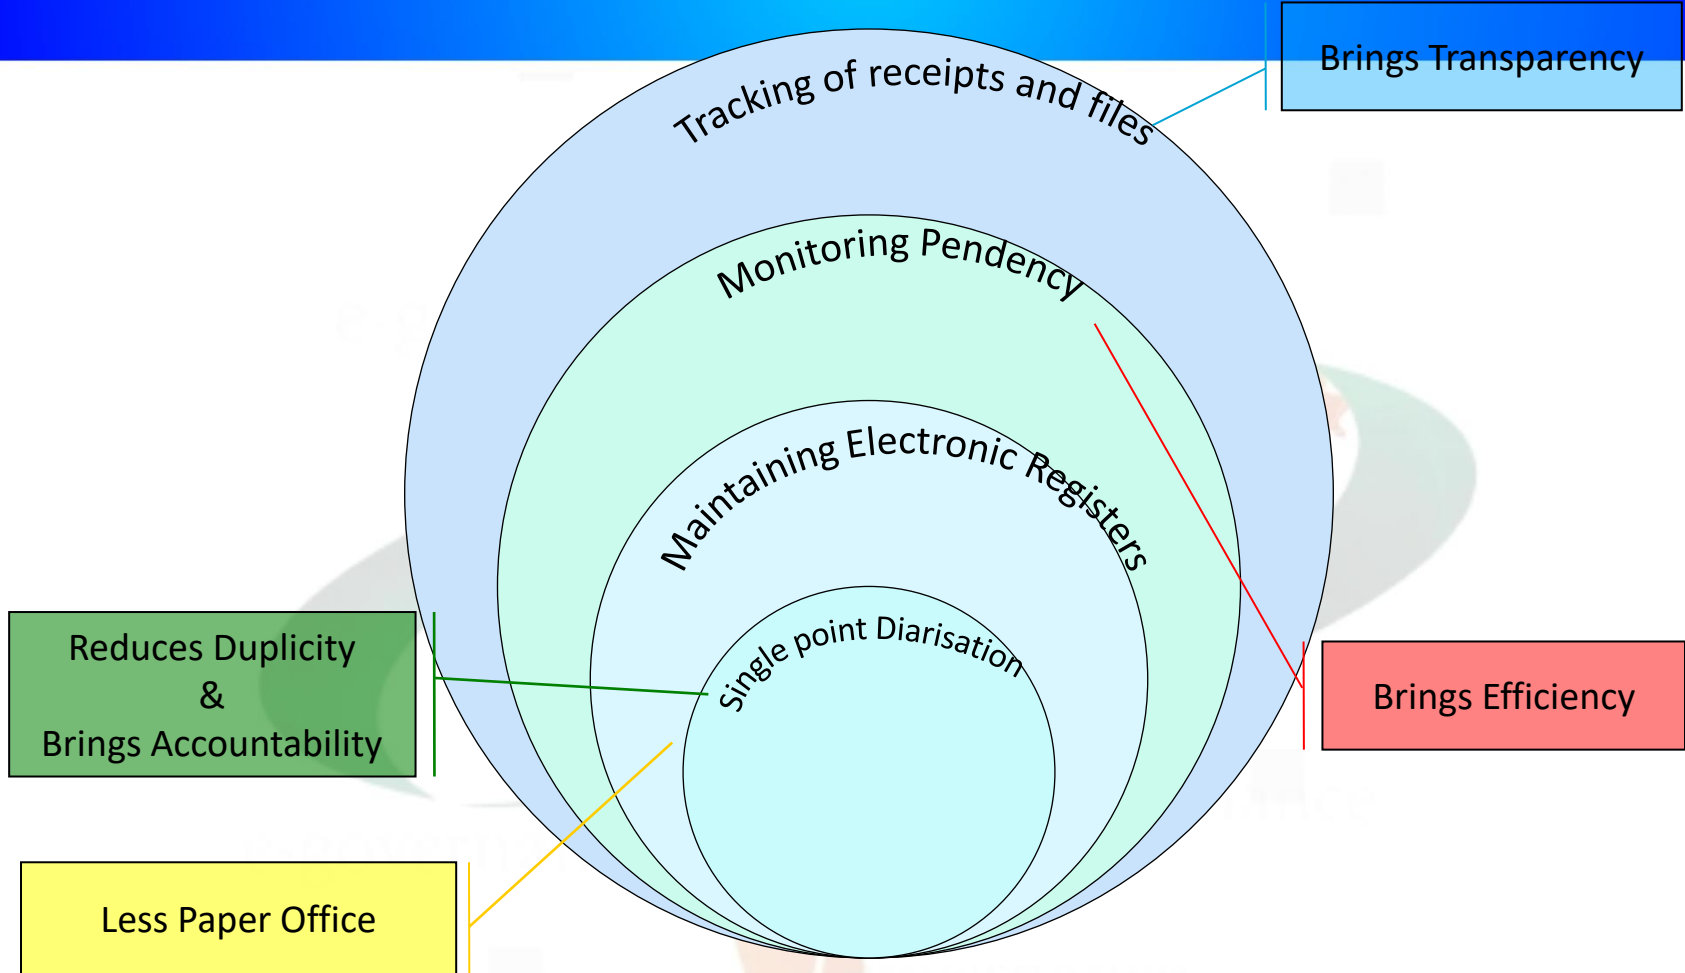 Brings Transparency
Tracking of receipts and files
Monitoring Pendency
Maintaining Electronic Registers
Single point Diarisation
Reduces Duplicity
&
Brings Accountability
Brings Efficiency
Less Paper Office